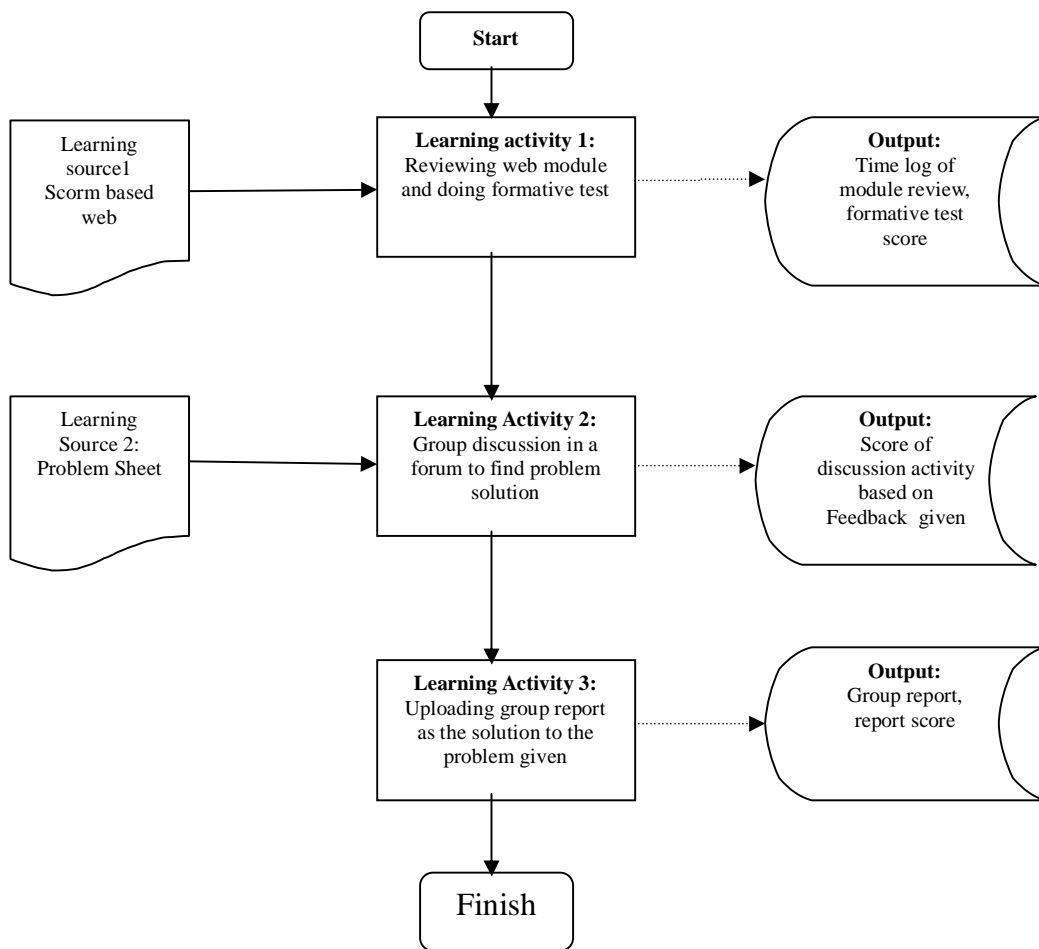 Start
Learning
source1
Scorm based
web
Learning activity 1:
Reviewing web module
and doing formative test
Output:
Time log of
module review,
formative test
score
Learning
Source 2:
Problem Sheet
Learning Activity 2:
Group discussion in a
forum to find problem
solution
Output:
Score of
discussion activity
based on
Feedback given
Learning Activity 3:
Uploading group report
as the solution to the
problem given
Output:
Group report,
report score
Finish